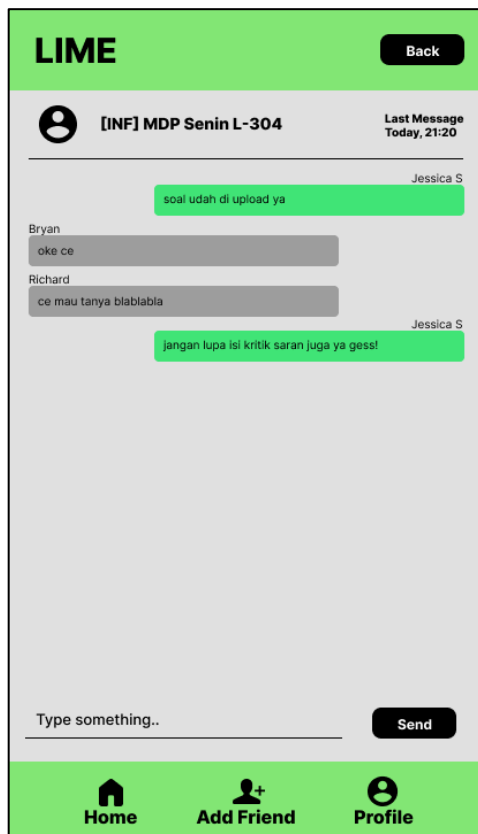 LIME
Back
[INF] MDP Senin L-304
Last Message
Today, 21:20
Jessica S
soal udah di upload ya
Bryan
oke ce
Richard
ce mau tanya blablabla
Jessica S
jangan lupa isi kritik saran juga ya gess!
Type something..
Send
Home
Add Friend
Profile